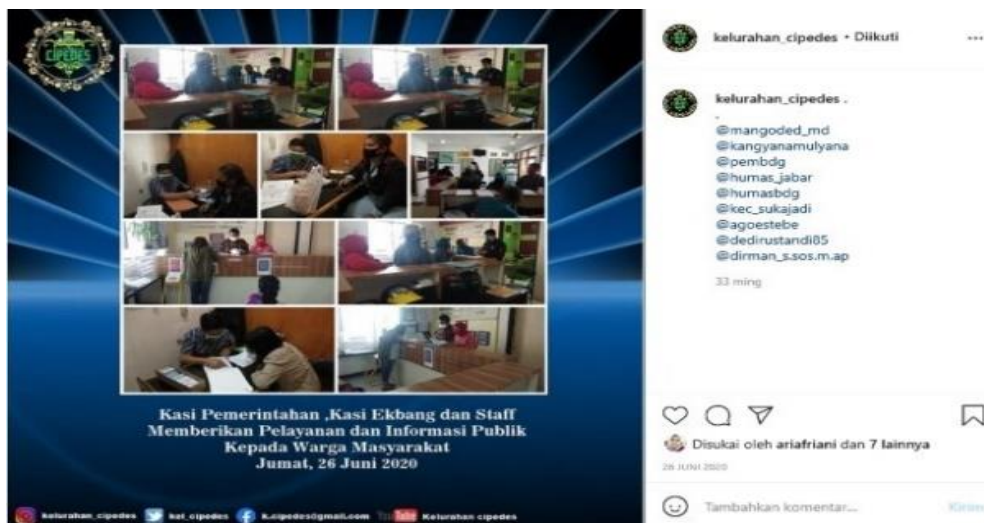 CIPEDES
Kasi Pemerintahan ,Kasi Ekbang dan Staff
Memberikan Pelayanan dan Informasi Publik
Kepada Warga Masyarakat
Jumat, 26 Juni 2020
kelurahan_cipedes
kel_cipedes
k.cipedes@gmail.com
YouTube
Kelurahan cipedes
kelurahan_cipedes • Diikuti
kelurahan_cipedes .
.
@mangoded_md
@kangyanamulyana
@pembdg
@humas_jabar
@humasbdg
@kec_sukajadi
@agoestebe
@dedirustandi85
@dirman_s.sos.m.ap
33 ming
Disukai oleh ariafriani dan 7 lainnya
26 JUNI 2020
Tambahkan komentar...
Kirim